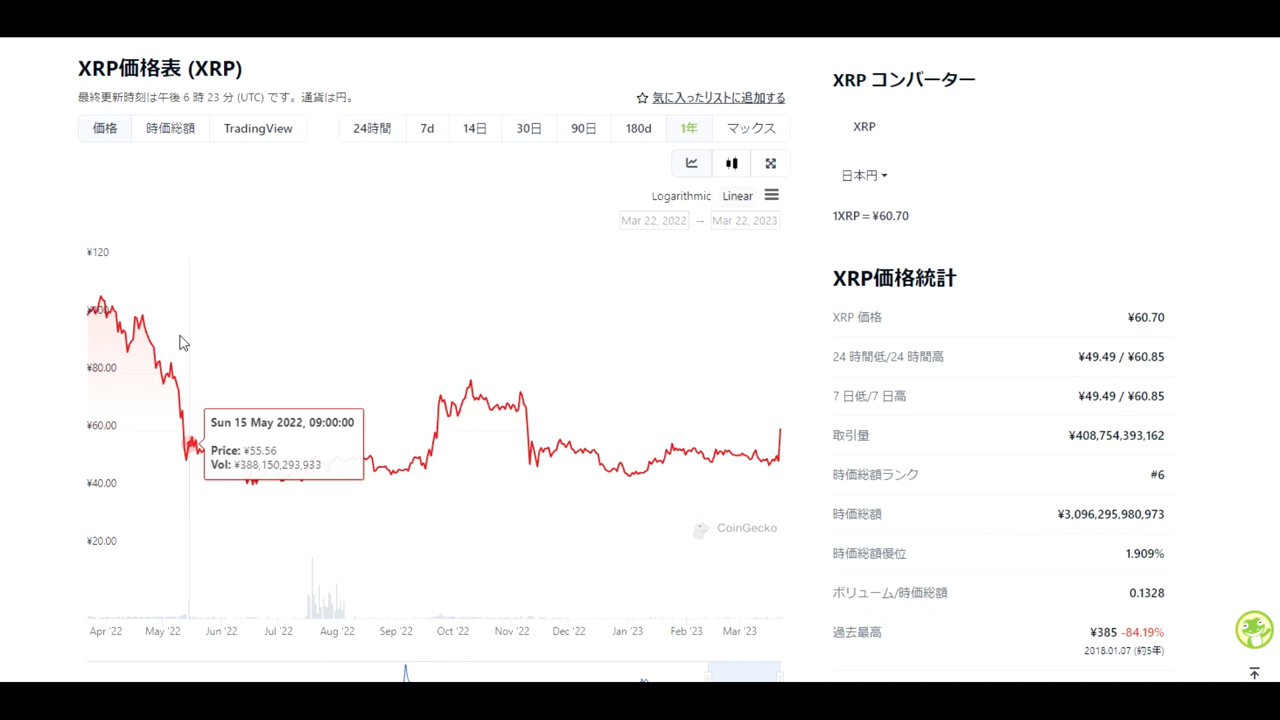 XRP価格表 (XRP)
最終更新時刻は午後 6 時 23 分 (UTC) です。通貨は円。
気に入ったリストに追加する
価格 時価総額 TradingView
24時間 7d 14日 30日 90日 180d 1年 マックス
Logarithmic Linear
Mar 22, 2022 → Mar 22, 2023
¥120
¥100
¥80.00
¥60.00
¥40.00
¥20.00
Sun 15 May 2022, 09:00:00
Price: ¥55.56
Vol: ¥388,150,293,933
CoinGecko
Apr '22 May '22 Jun '22 Jul '22 Aug '22 Sep '22 Oct '22 Nov '22 Dec '22 Jan '23 Feb '23 Mar '23
XRP コンバーター
XRP
日本円
1XRP = ¥60.70
XRP価格統計
XRP 価格 ¥60.70
24 時間低/24 時間高 ¥49.49 / ¥60.85
7 日低/7 日高 ¥49.49 / ¥60.85
取引量 ¥408,754,393,162
時価総額ランク #6
時価総額 ¥3,096,295,980,973
時価総額優位 1.909%
ボリューム/時価総額 0.1328
過去最高 ¥385 -84.19%
2018.01.07 (約5年)